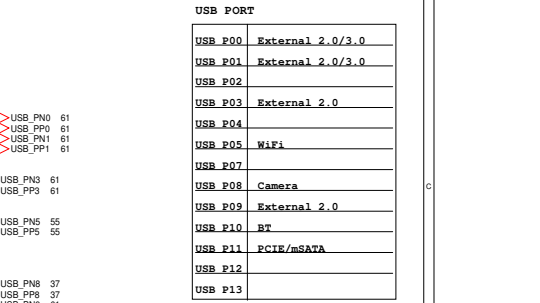 USB PORT
USB P00 External 2.0/3.0
USB P01 External 2.0/3.0
USB P02
USB P03 External 2.0
USB P04
USB P05 WiFi
USB P07
USB P08 Camera
USB P09 External 2.0
USB P10 BT
USB P11 PCIE/mSATA
USB P12
USB P13
USB_PN0 61
USB_PP0 61
USB_PN1 61
USB_PP1 61
USB_PN3 61
USB_PP3 61
USB_PN5 55
USB_PP5 55
USB_PN8 37
USB_PP8 37
C